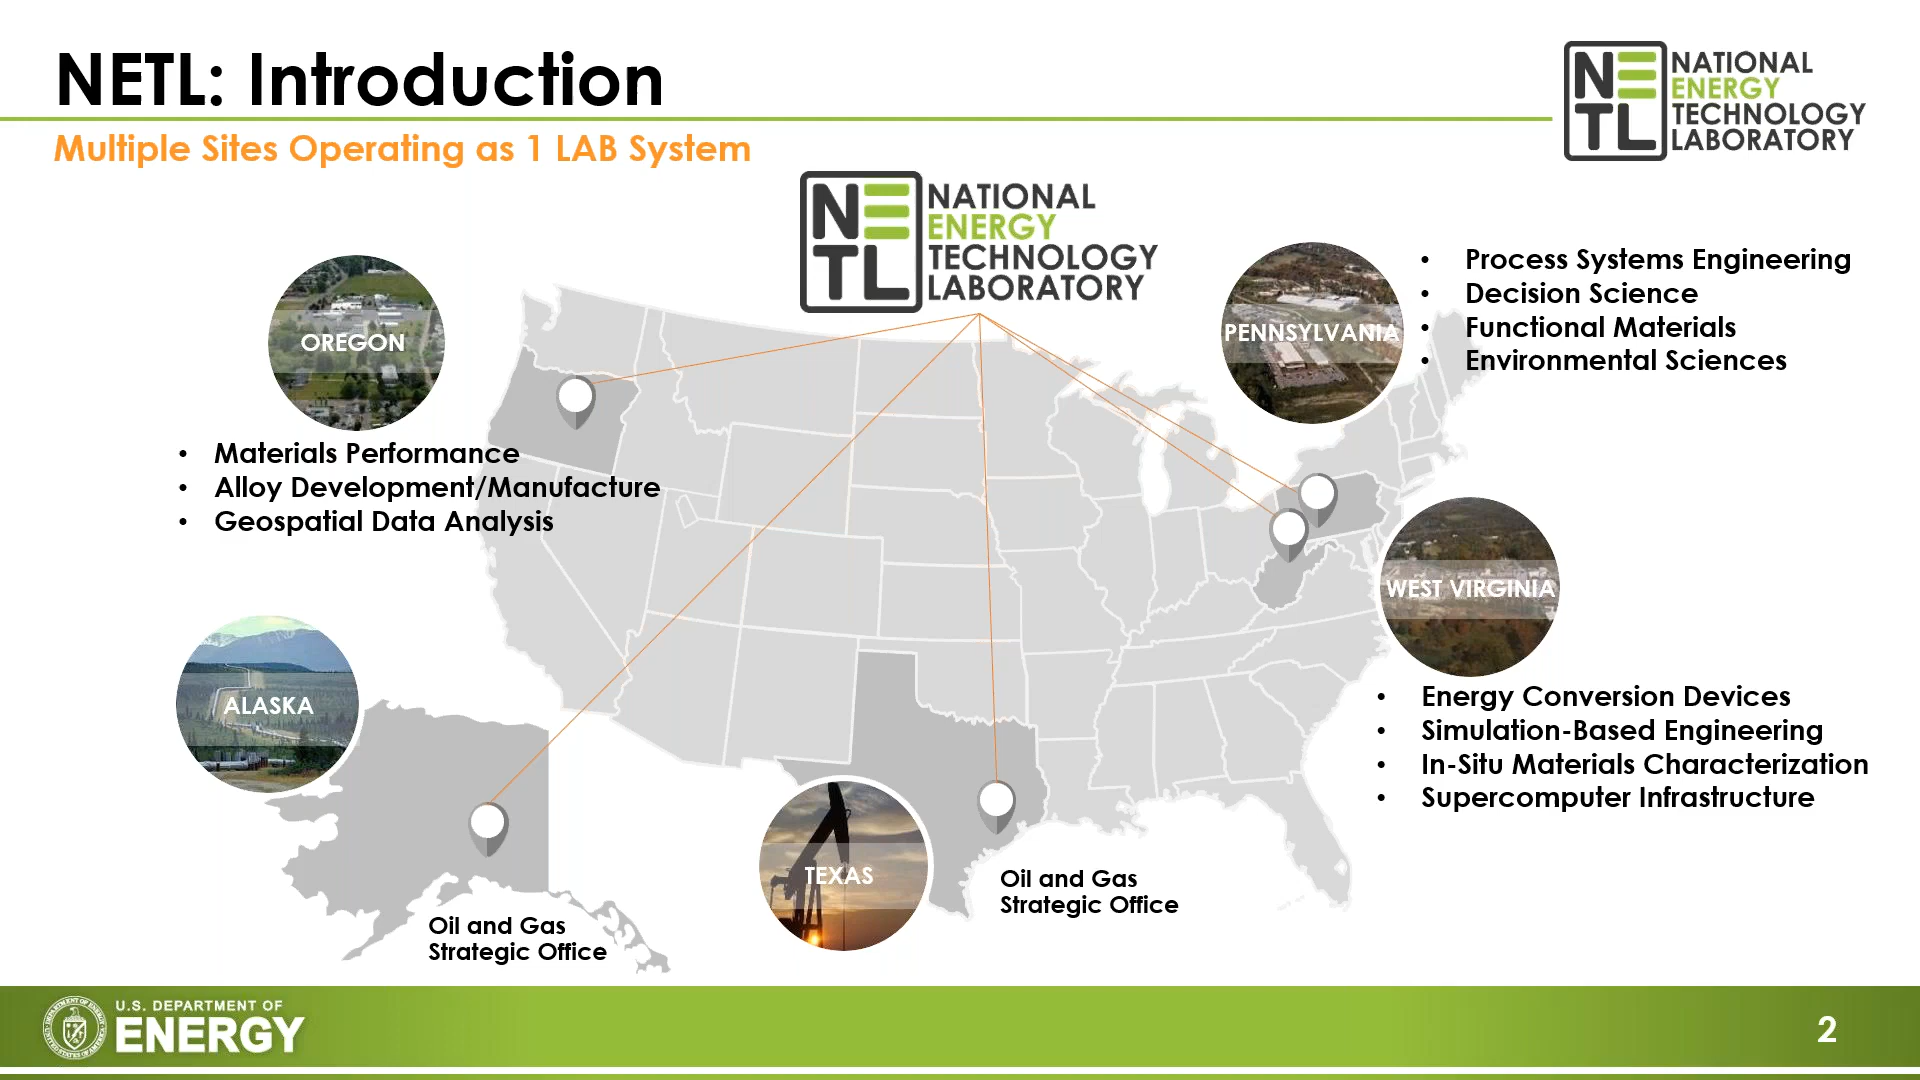 NETL: Introduction
NATIONAL
ENERGY
TECHNOLOGY
LABORATORY
NETL
Multiple Sites Operating as 1 LAB System
NETL
NATIONAL
ENERGY
TECHNOLOGY
LABORATORY
OREGON
• Materials Performance
• Alloy Development/Manufacture
• Geospatial Data Analysis
PENNSYLVANIA
• Process Systems Engineering
• Decision Science
• Functional Materials
• Environmental Sciences
WEST VIRGINIA
• Energy Conversion Devices
• Simulation-Based Engineering
• In-Situ Materials Characterization
• Supercomputer Infrastructure
ALASKA
Oil and Gas
Strategic Office
TEXAS
Oil and Gas
Strategic Office
U.S. DEPARTMENT OF
ENERGY
2